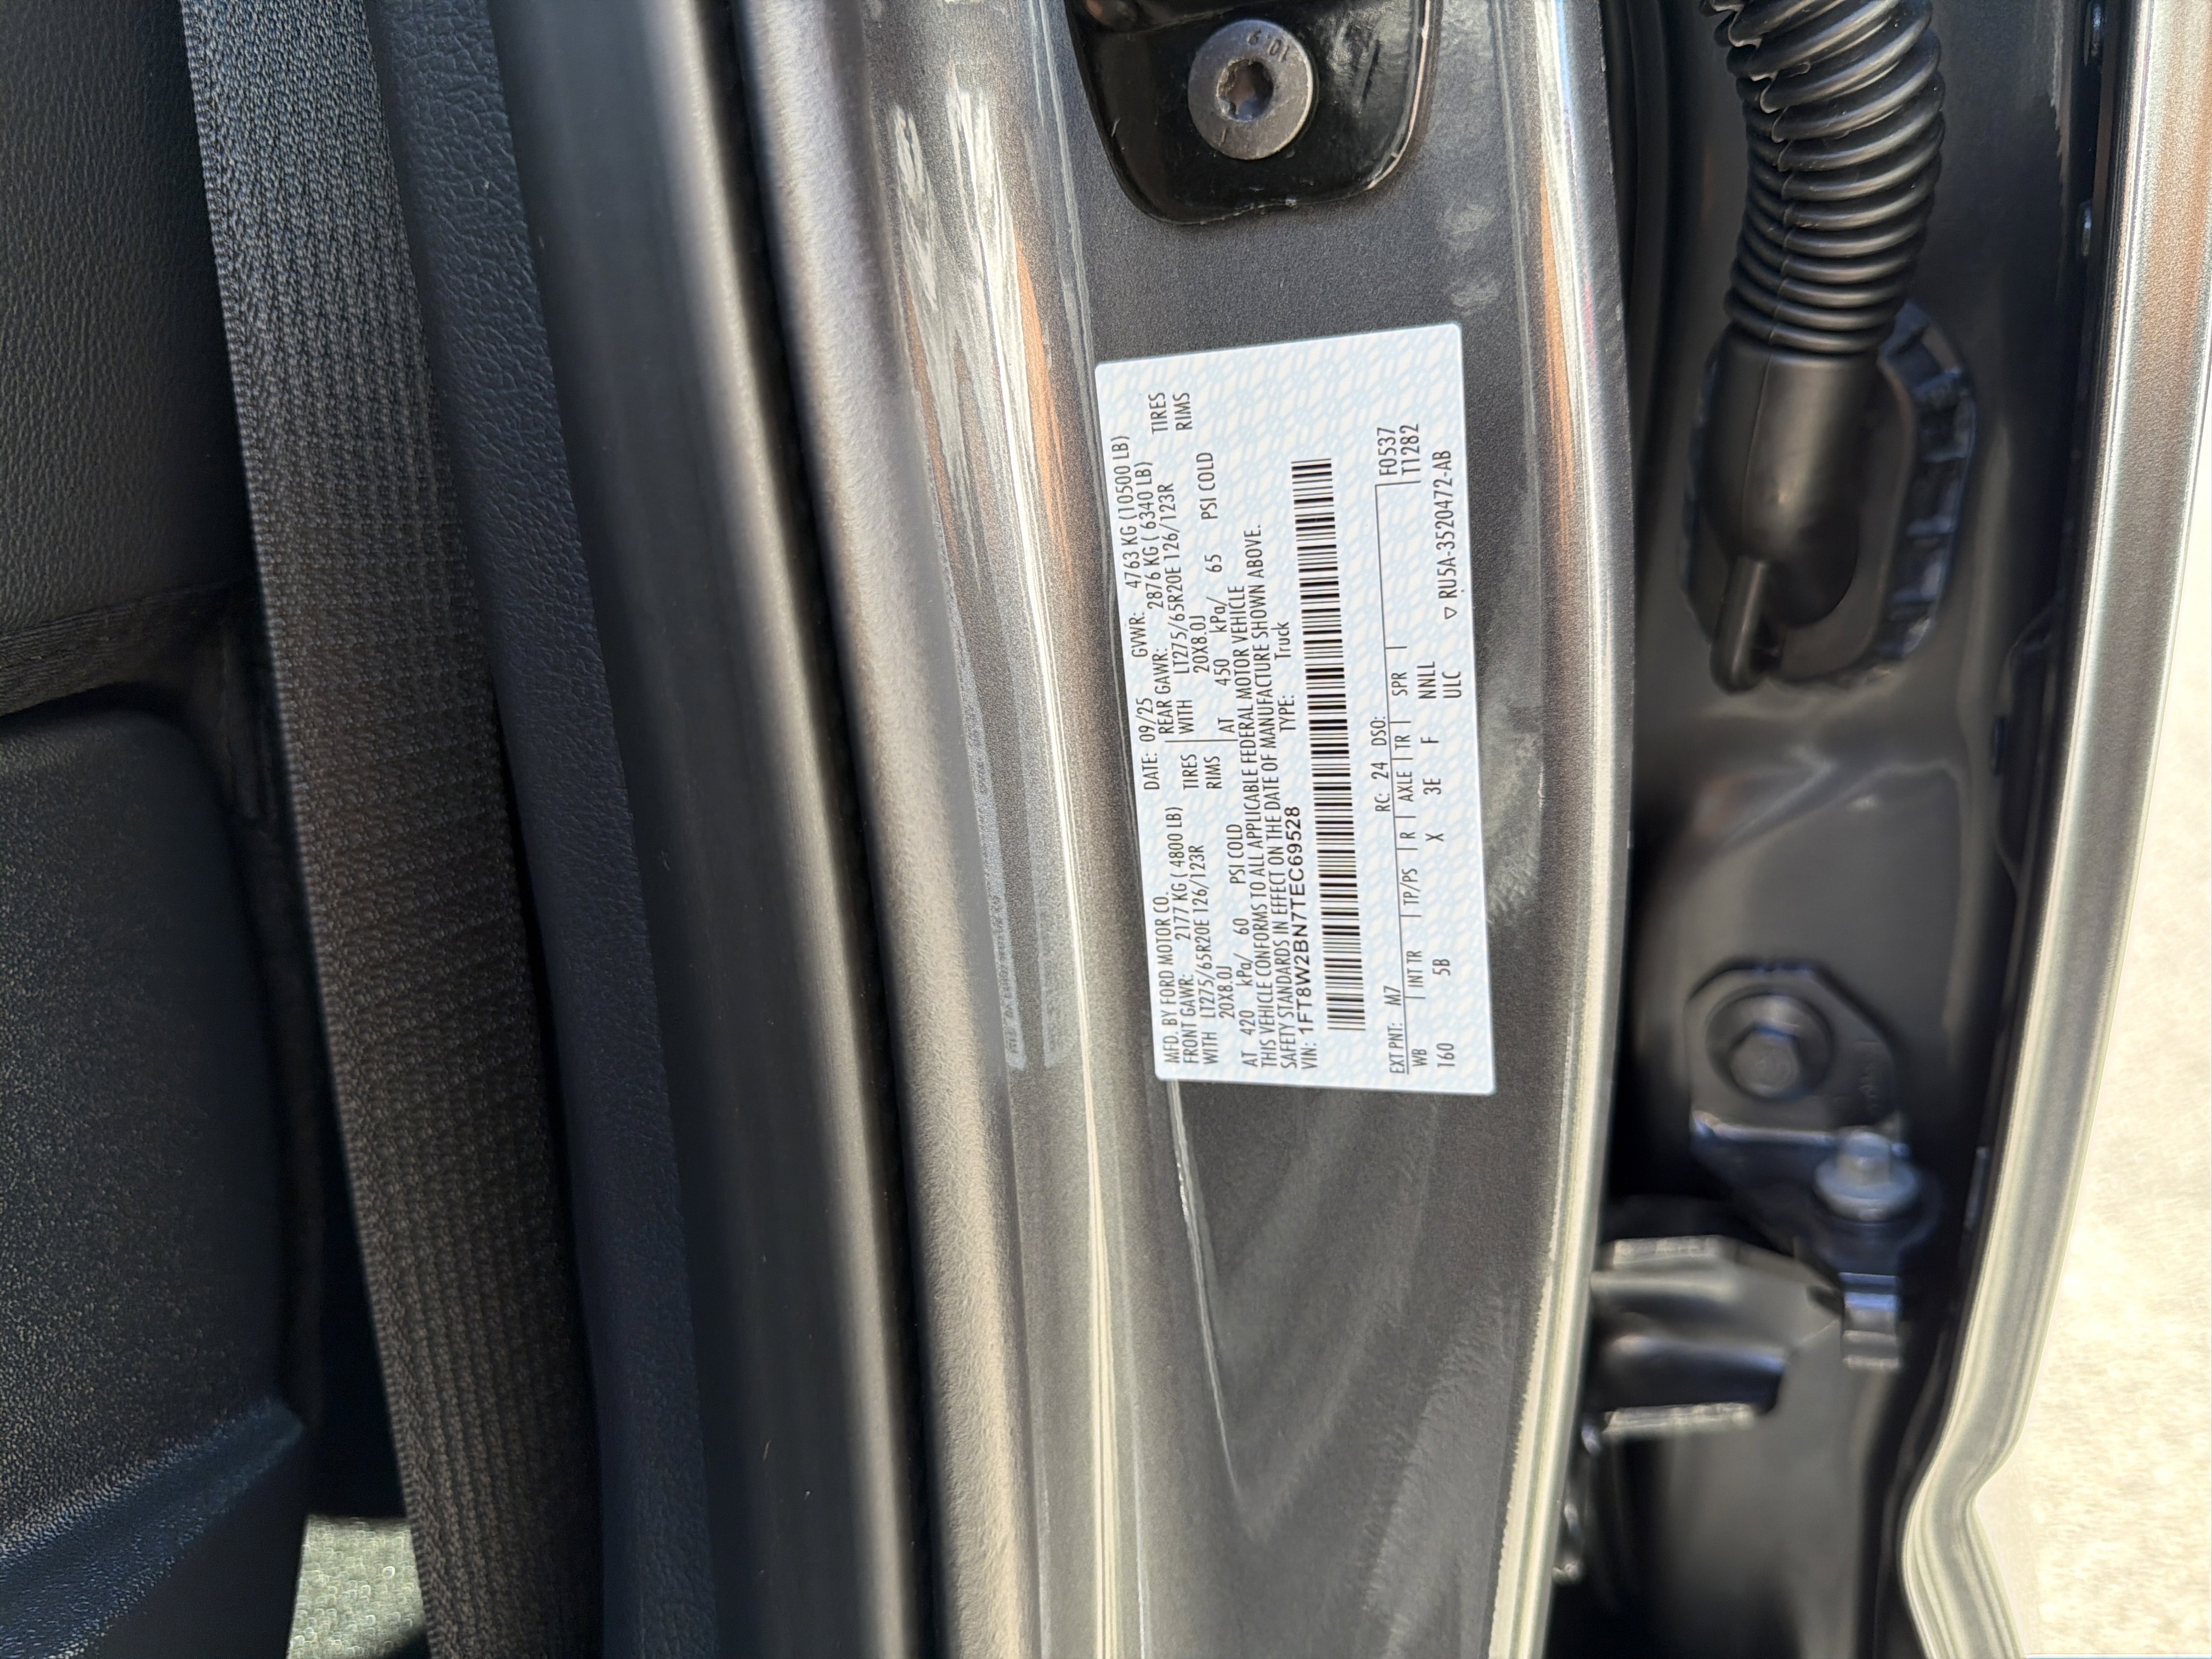 MFD. BY FORD MOTOR CO. DATE: 09/25 GVWR: 4763 KG (10500 LB)
FRONT GAWR: 2177 KG ( 4800 LB) REAR GAWR: 2876 KG ( 6340 LB)
WITH LT275/65R20E 126/123R TIRES WITH LT275/65R20E 126/123R TIRES
20X8.0J RIMS 20X8.0J RIMS
AT 420 kPa/ 60 PSI COLD AT 450 kPa/ 65 PSI COLD
THIS VEHICLE CONFORMS TO ALL APPLICABLE FEDERAL MOTOR VEHICLE
SAFETY STANDARDS IN EFFECT ON THE DATE OF MANUFACTURE SHOWN ABOVE.
VIN: 1FT8W2BN7TEC69528 TYPE: Truck
EXT PNT: M7 RC: 24 DSO: F0537
WB INT TR TP/PS R AXLE TR SPR T1282
160 5B X 3E F NNLL
ULC ▽ RU5A-3520472-AB
10.9